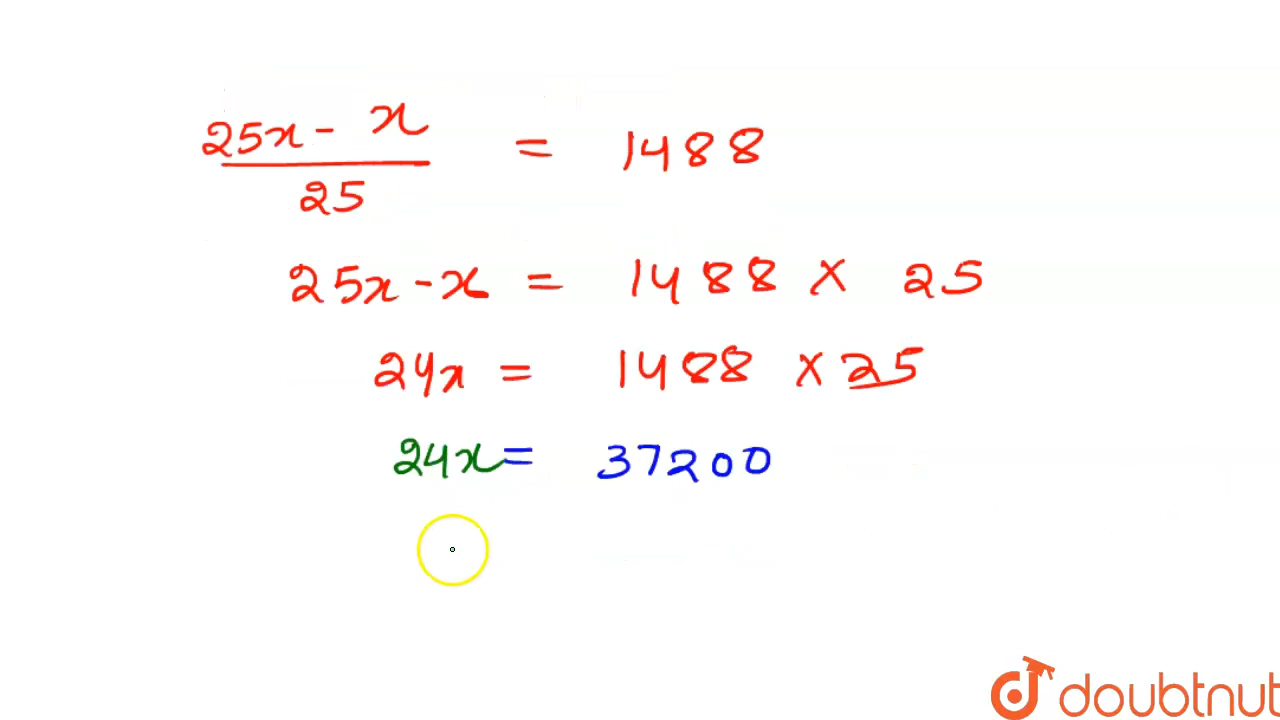 25x - x / 25 = 1488
25x - x = 1488 × 25
24x = 1488 × 25
24x = 37200
doubtnut